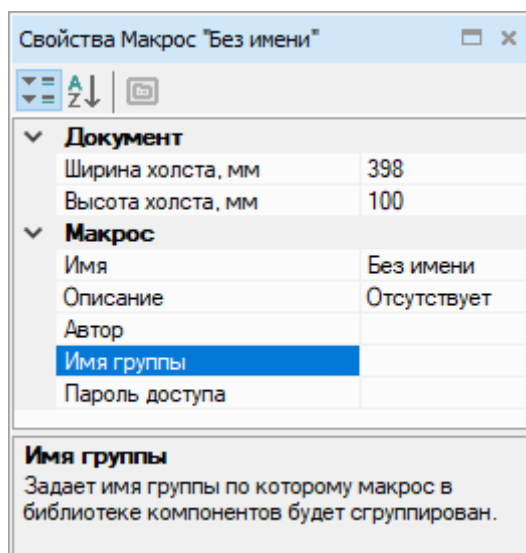 Свойства Макрос "Без имени"
Документ
Ширина холста, мм 398
Высота холста, мм 100
Макрос
Имя Без имени
Описание Отсутствует
Автор
Имя группы
Пароль доступа
Имя группы
Задает имя группы по которому макрос в
библиотеке компонентов будет сгруппирован.